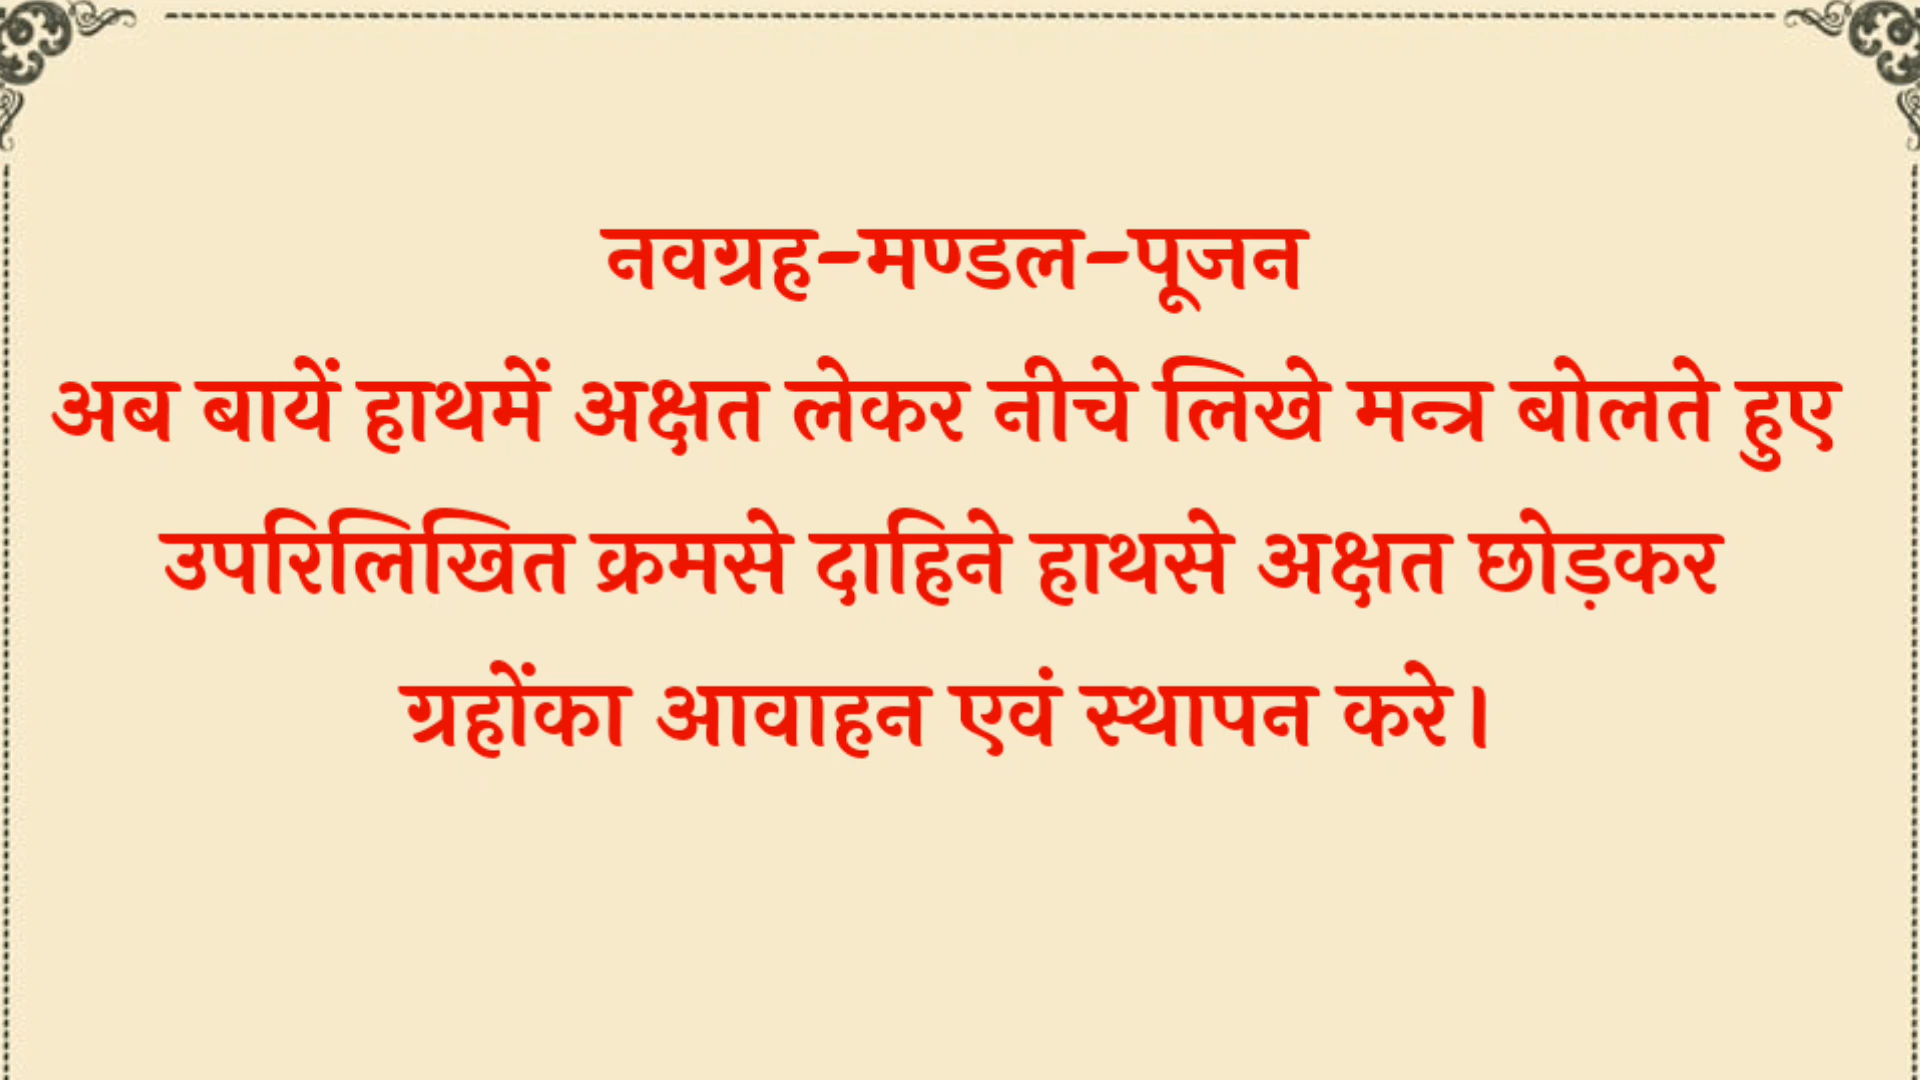 नवग्रह-मण्डल-पूजन
अब बायें हाथमें अक्षत लेकर नीचे लिखे मन्त्र बोलते हुए
उपरिलिखित क्रमसे दाहिने हाथसे अक्षत छोड़कर
ग्रहोंका आवाहन एवं स्थापन करे।